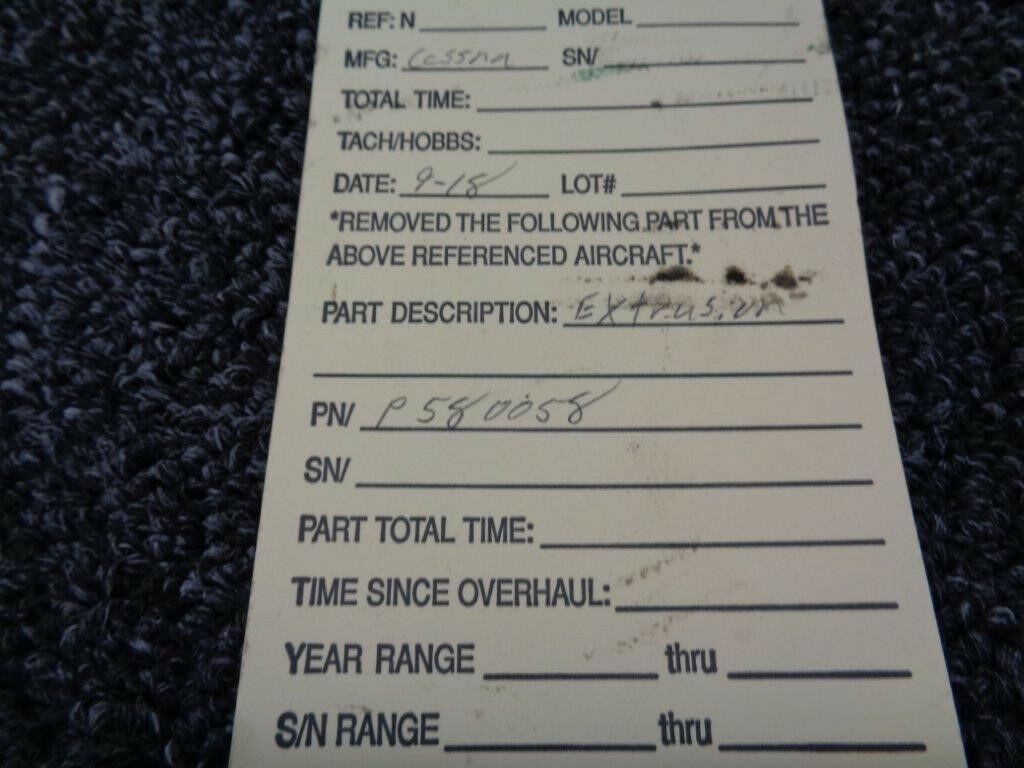 REF: N MODEL
MFG: Cessna SN/
TOTAL TIME:
TACH/HOBBS:
DATE: 9-18 LOT#
*REMOVED THE FOLLOWING PART FROM THE
ABOVE REFERENCED AIRCRAFT.*
PART DESCRIPTION: Extrusion
PN/ P580058
SN/
PART TOTAL TIME:
TIME SINCE OVERHAUL:
YEAR RANGE thru
S/N RANGE thru